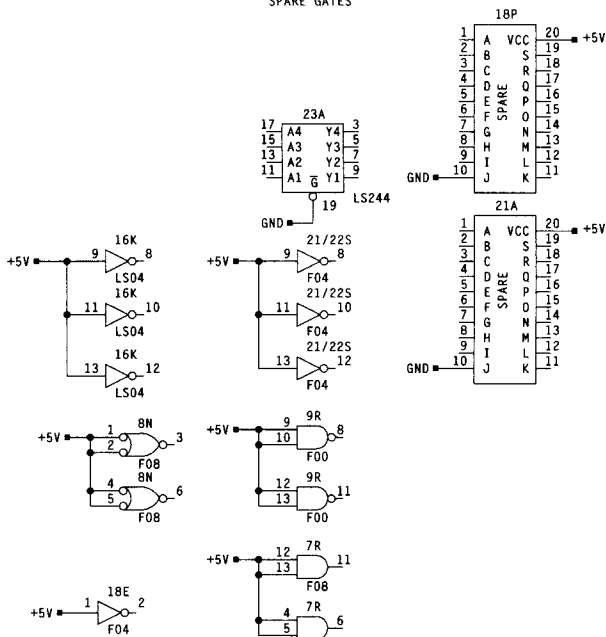 SPARE GATES
18P
1 A VCC 20 +5V
2 B S 19
3 C R 18
4 D Q 17
5 E P 16
6 F O 15
7 G N 14
8 H M 13
9 I L 12
GND 10 J K 11
SPARE
23A
17 A4 Y4 3
15 A3 Y3 5
13 A2 Y2 7
11 A1 Y1 9
G
19
LS244
GND
21A
1 A VCC 20 +5V
2 B S 19
3 C R 18
4 D Q 17
5 E P 16
6 F O 15
7 G N 14
8 H M 13
9 I L 12
GND 10 J K 11
SPARE
16K
+5V 9 8
LS04
16K
11 10
LS04
16K
13 12
LS04
21/22S
+5V 9 8
F04
21/22S
11 10
F04
21/22S
13 12
F04
8N
+5V 1 3
2
F08
8N
4 6
5
F08
9R
+5V 9 8
10
F00
9R
12 11
13
F00
7R
+5V 12 11
13
F08
7R
4 6
5
18E
+5V 1 2
F04